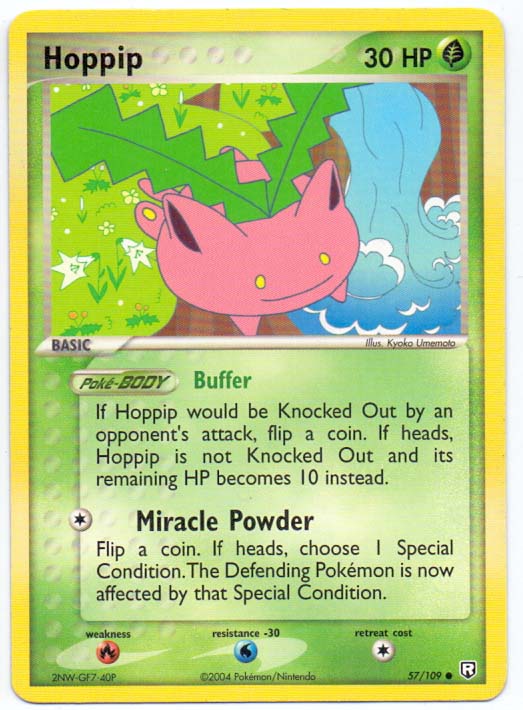 Hoppip 30 HP
BASIC
Illus. Kyoko Umemoto
Poké-BODY Buffer
If Hoppip would be Knocked Out by an
opponent's attack, flip a coin. If heads,
Hoppip is not Knocked Out and its
remaining HP becomes 10 instead.
Miracle Powder
Flip a coin. If heads, choose 1 Special
Condition.The Defending Pokémon is now
affected by that Special Condition.
weakness resistance -30 retreat cost
2NW-GF7-40P ©2004 Pokémon/Nintendo 57/109 ● R